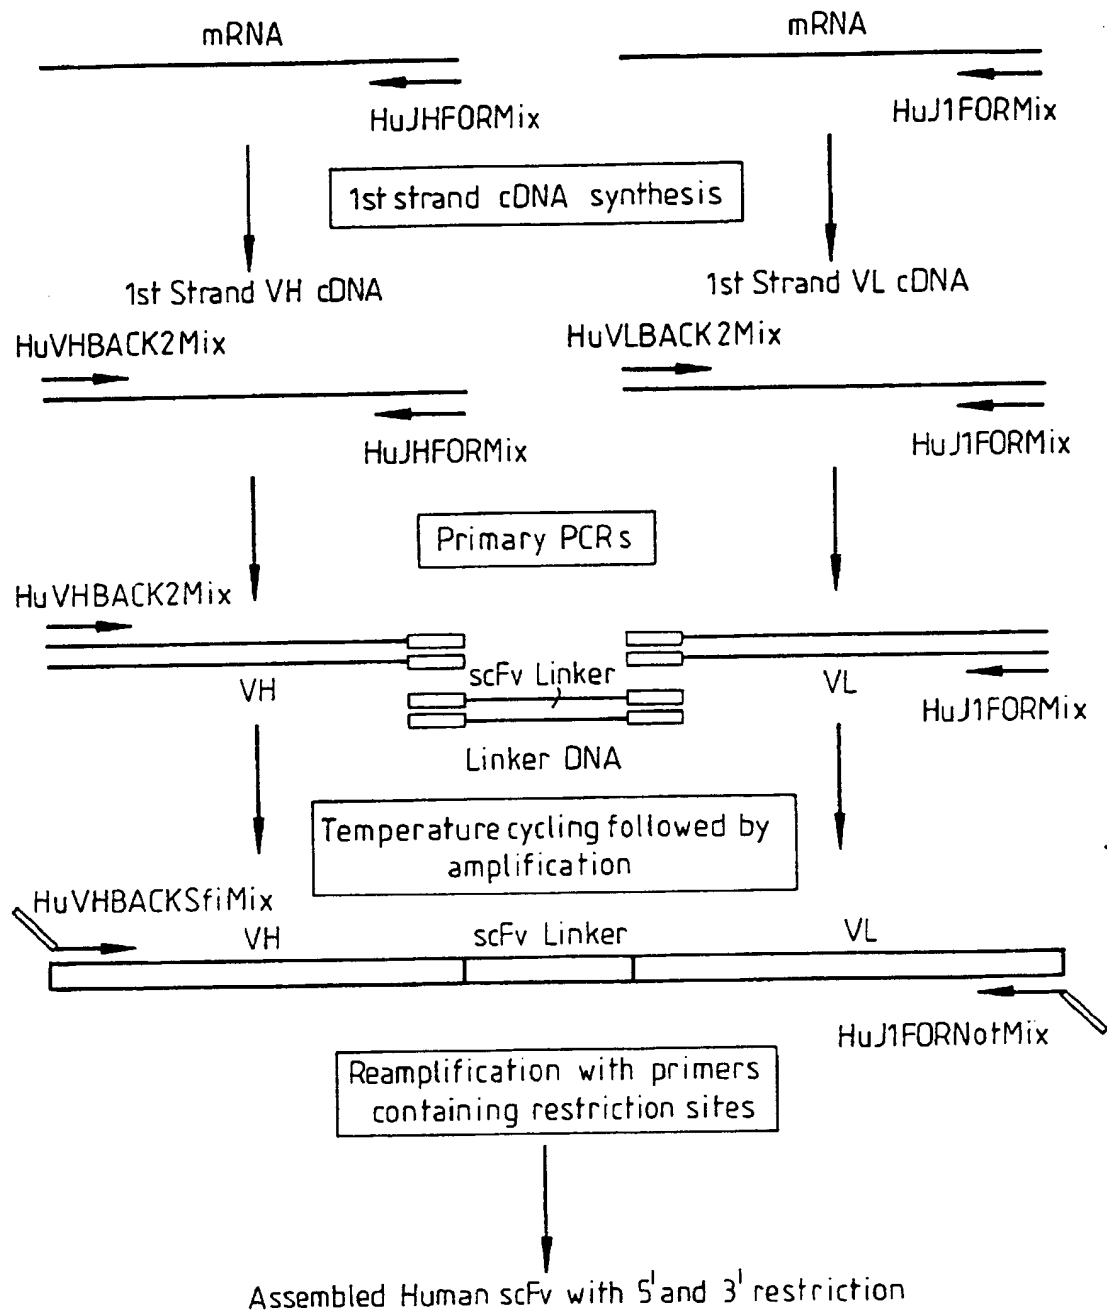 mRNA
mRNA
HuJHFORMix
HuJ1FORMix
1st strand cDNA synthesis
1st Strand VH cDNA
1st Strand VL cDNA
HuVHBACK2Mix
HuVLBACK2Mix
HuJHFORMix
HuJ1FORMix
Primary PCRs
HuVHBACK2Mix
scFv Linker
VH
VL
HuJ1FORMix
Linker DNA
Temperature cycling followed by
amplification
HuVHBACKSfiMix
VH
scFv Linker
VL
HuJ1FORNotMix
Reamplification with primers
containing restriction sites
Assembled Human scFv with 5' and 3' restriction